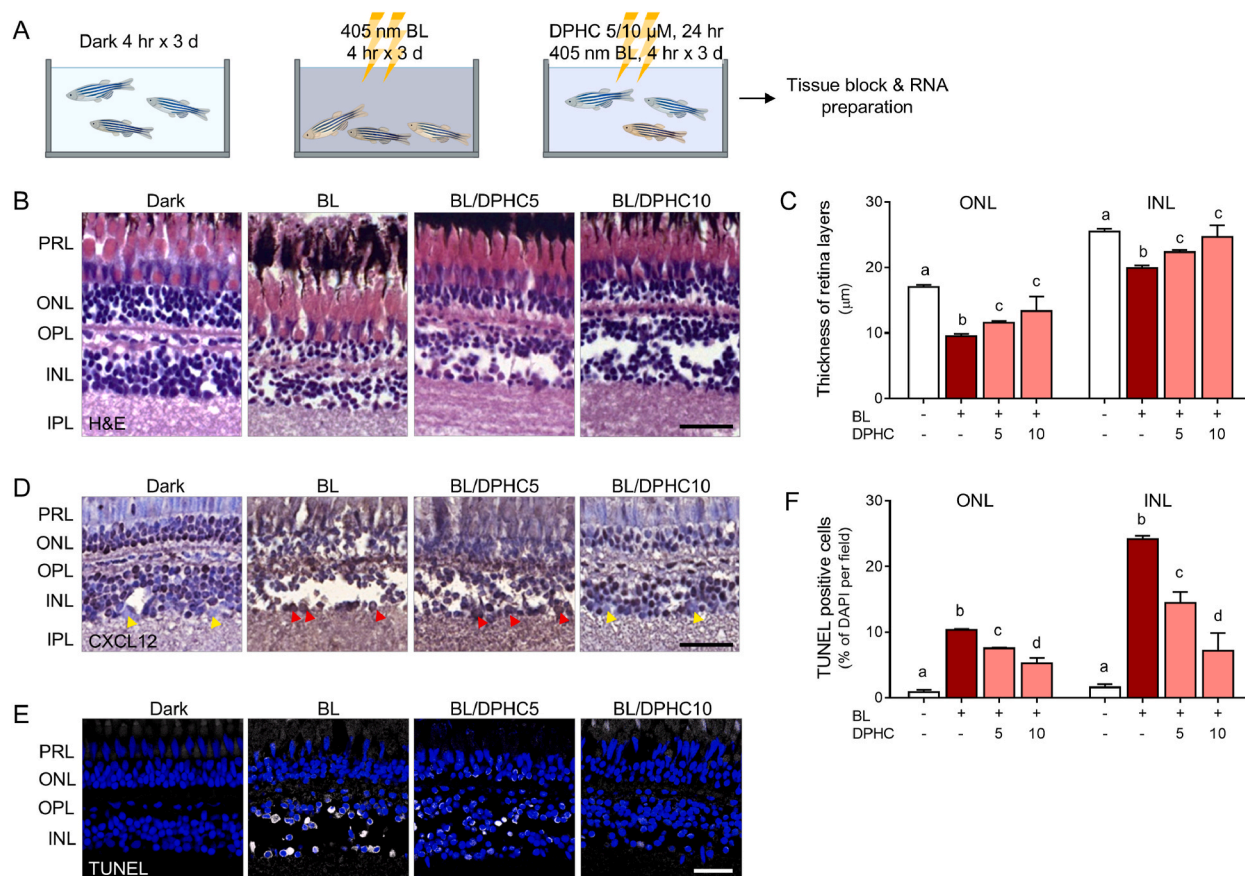 A
Dark 4 hr x 3 d
405 nm BL
4 hr x 3 d
DPHC 5/10 µM, 24 hr
405 nm BL, 4 hr x 3 d
Tissue block & RNA
preparation
B
Dark BL BL/DPHC5 BL/DPHC10
PRL
ONL
OPL
INL
IPL
H&E
C
ONL INL
Thickness of retina layers
(µm)
30
20
10
0
a b c c a b c c
BL - + + + - + + +
DPHC - - 5 10 - - 5 10
D
Dark BL BL/DPHC5 BL/DPHC10
PRL
ONL
OPL
INL
IPL
CXCL12
E
Dark BL BL/DPHC5 BL/DPHC10
PRL
ONL
OPL
INL
TUNEL
F
ONL INL
TUNEL positive cells
(% of DAPI per field)
30
20
10
0
a b c d a b c d
BL - + + + - + + +
DPHC - - 5 10 - - 5 10